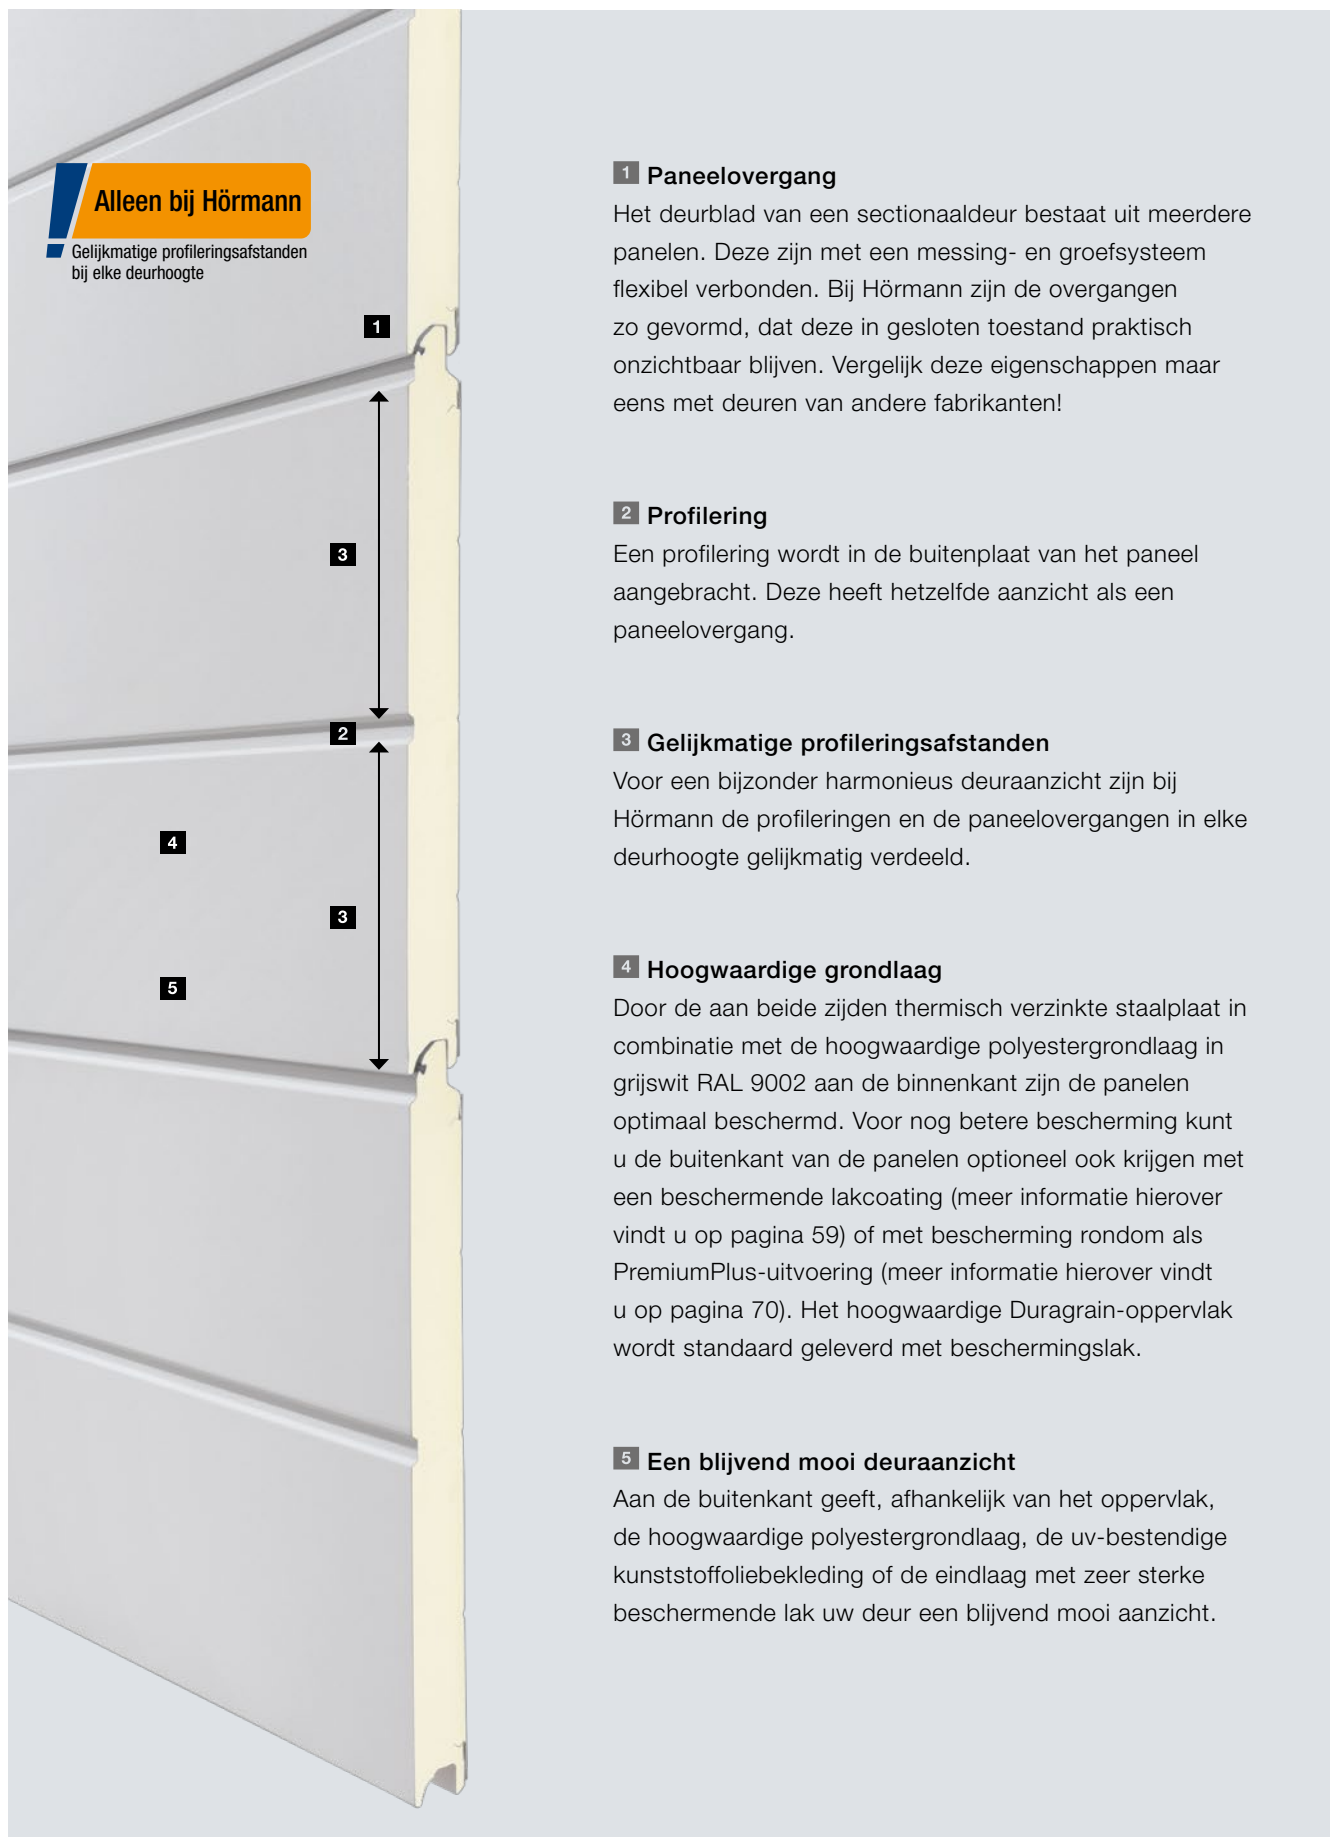 Alleen bij Hörmann
Gelijkmatige profileringsafstanden
bij elke deurhoogte
1
3
2
4
3
5
1 Paneelovergang
Het deurblad van een sectionaaldeur bestaat uit meerdere
panelen. Deze zijn met een messing- en groefsysteem
flexibel verbonden. Bij Hörmann zijn de overgangen
zo gevormd, dat deze in gesloten toestand praktisch
onzichtbaar blijven. Vergelijk deze eigenschappen maar
eens met deuren van andere fabrikanten!
2 Profilering
Een profilering wordt in de buitenplaat van het paneel
aangebracht. Deze heeft hetzelfde aanzicht als een
paneelovergang.
3 Gelijkmatige profileringsafstanden
Voor een bijzonder harmonieus deuraanzicht zijn bij
Hörmann de profileringen en de paneelovergangen in elke
deurhoogte gelijkmatig verdeeld.
4 Hoogwaardige grondlaag
Door de aan beide zijden thermisch verzinkte staalplaat in
combinatie met de hoogwaardige polyestergrondlaag in
grijswit RAL 9002 aan de binnenkant zijn de panelen
optimaal beschermd. Voor nog betere bescherming kunt
u de buitenkant van de panelen optioneel ook krijgen met
een beschermende lakcoating (meer informatie hierover
vindt u op pagina 59) of met bescherming rondom als
PremiumPlus-uitvoering (meer informatie hierover vindt
u op pagina 70). Het hoogwaardige Duragrain-oppervlak
wordt standaard geleverd met beschermingslak.
5 Een blijvend mooi deuraanzicht
Aan de buitenkant geeft, afhankelijk van het oppervlak,
de hoogwaardige polyestergrondlaag, de uv-bestendige
kunststoffoliebekleding of de eindlaag met zeer sterke
beschermende lak uw deur een blijvend mooi aanzicht.